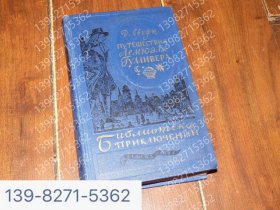 Д. Свифт
ПУТЕШЕСТВИЯ
ЛЕМЮЭЛЯ
ГУЛЛИВЕРА
БИБЛИОТЕКА
ПРИКЛЮЧЕНИЙ
139-8271-5362